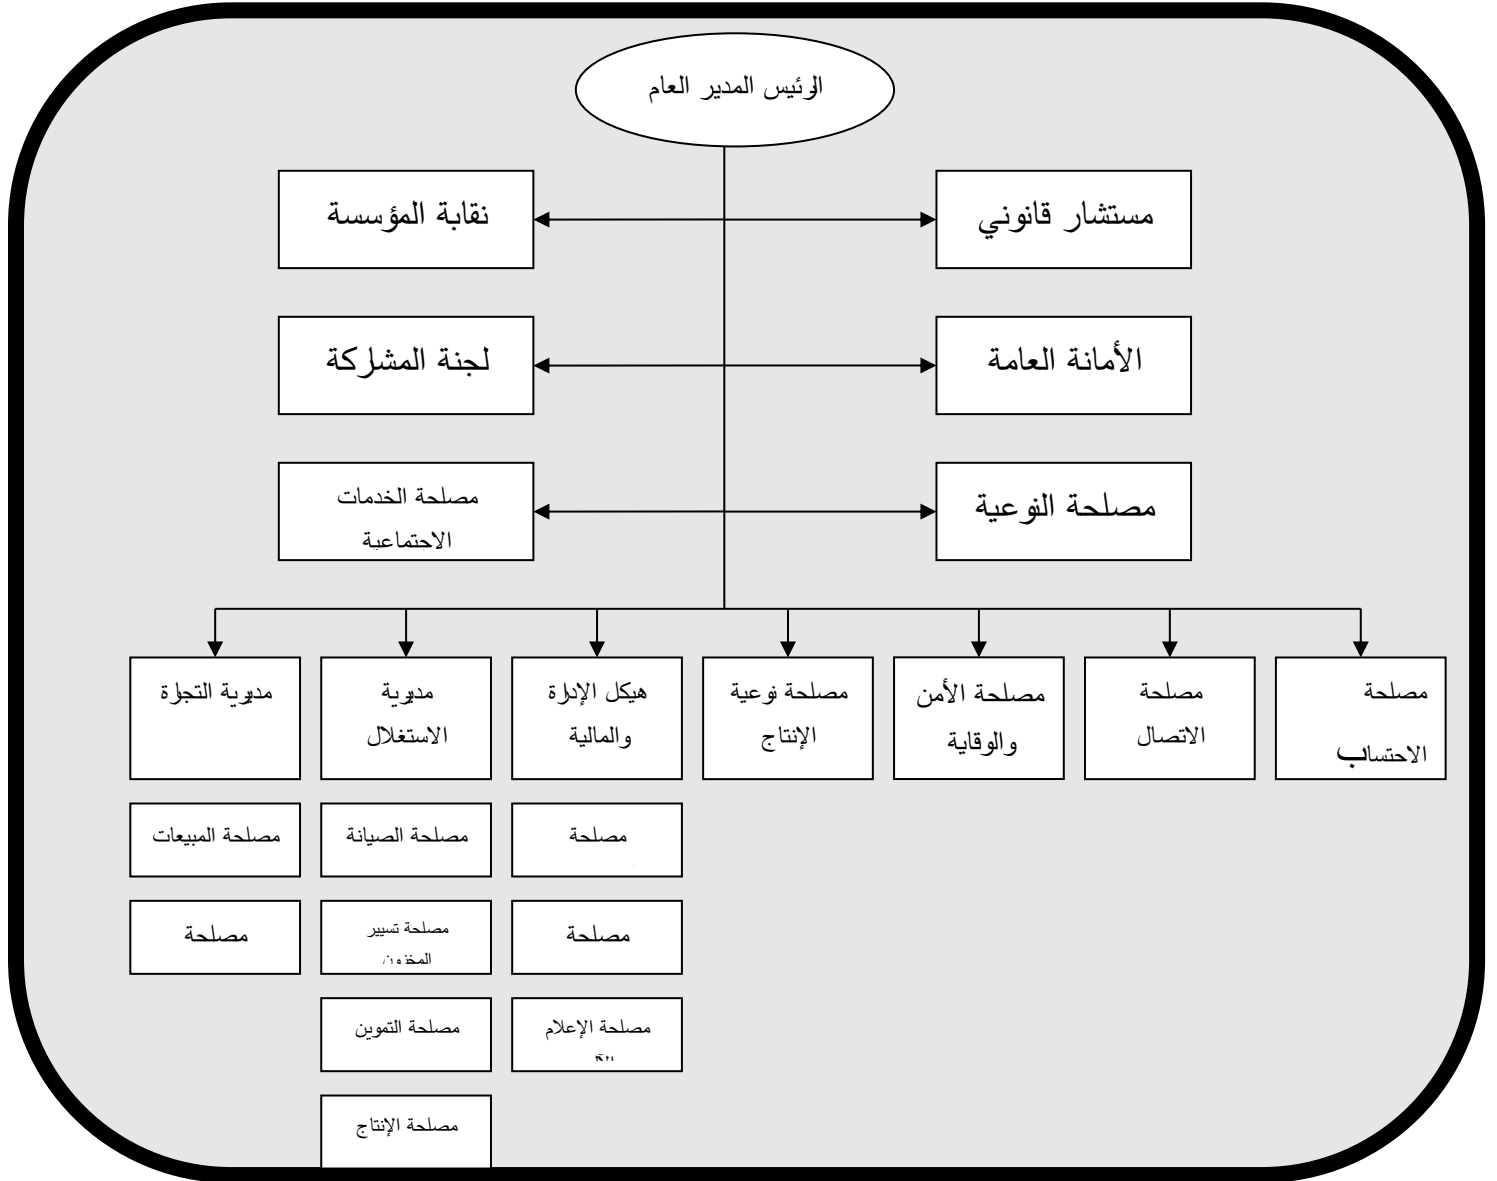 الرئيس المدير العام
مستشار قانوني
نقابة المؤسسة
الأمانة العامة
لجنة المشاركة
مصلحة النوعية
مصلحة الخدمات
الاجتماعية
مصلحة
الاحتساب
مصلحة
الاتصال
مصلحة الأمن
والوقاية
مصلحة نوعية
الإنتاج
هيكل الإدارة
والمالية
مديرية
الاستغلال
مديرية التجارة
مصلحة
مصلحة الصيانة
مصلحة المبيعات
مصلحة
مصلحة تسيير
المخزون
مصلحة
مصلحة الإعلام
مصلحة التموين
مصلحة الإنتاج